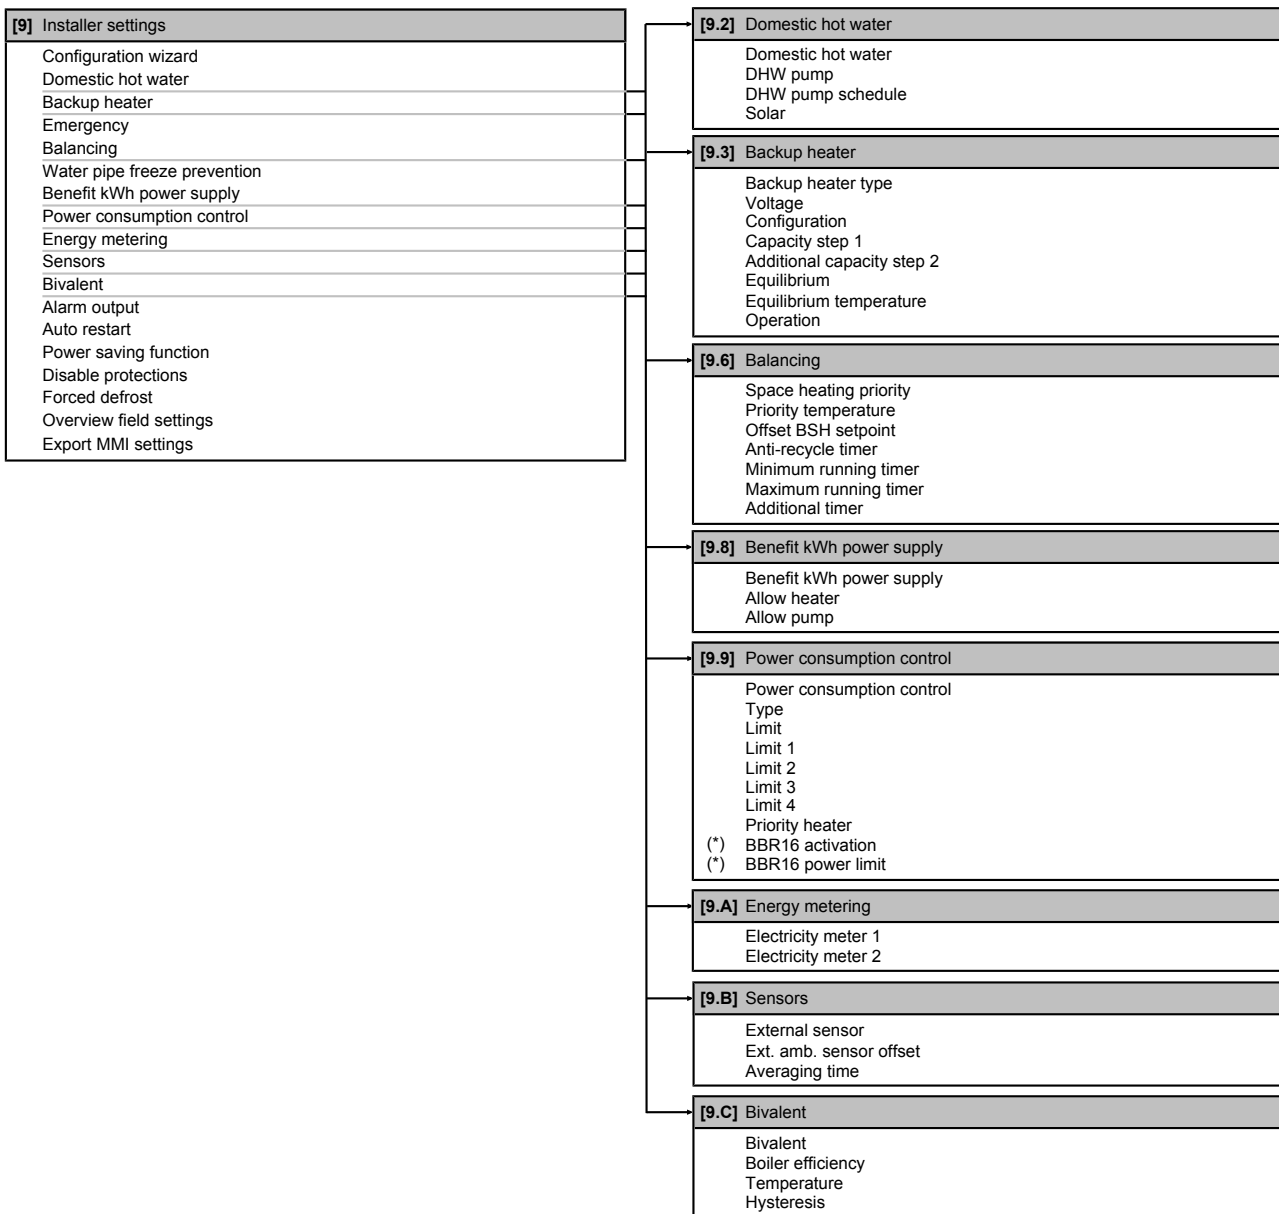 [9] Installer settings
Configuration wizard
Domestic hot water
Backup heater
Emergency
Balancing
Water pipe freeze prevention
Benefit kWh power supply
Power consumption control
Energy metering
Sensors
Bivalent
Alarm output
Auto restart
Power saving function
Disable protections
Forced defrost
Overview field settings
Export MMI settings
[9.2] Domestic hot water
Domestic hot water
DHW pump
DHW pump schedule
Solar
[9.3] Backup heater
Backup heater type
Voltage
Configuration
Capacity step 1
Additional capacity step 2
Equilibrium
Equilibrium temperature
Operation
[9.6] Balancing
Space heating priority
Priority temperature
Offset BSH setpoint
Anti-recycle timer
Minimum running timer
Maximum running timer
Additional timer
[9.8] Benefit kWh power supply
Benefit kWh power supply
Allow heater
Allow pump
[9.9] Power consumption control
Power consumption control
Type
Limit
Limit 1
Limit 2
Limit 3
Limit 4
Priority heater
(*) BBR16 activation
(*) BBR16 power limit
[9.A] Energy metering
Electricity meter 1
Electricity meter 2
[9.B] Sensors
External sensor
Ext. amb. sensor offset
Averaging time
[9.C] Bivalent
Bivalent
Boiler efficiency
Temperature
Hysteresis